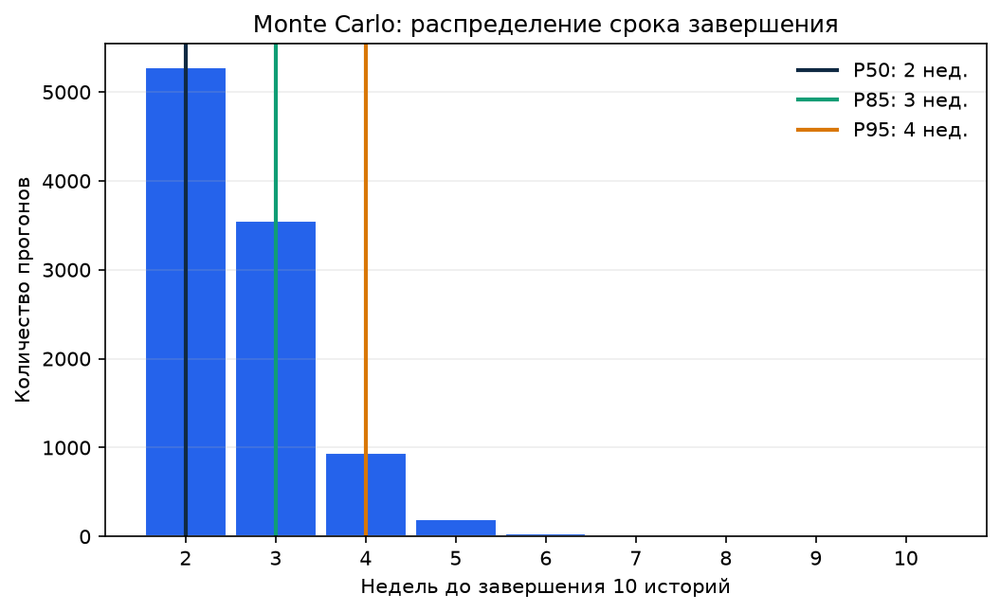 Monte Carlo: распределение срока завершения
P50: 2 нед.
P85: 3 нед.
P95: 4 нед.
Количество прогонов
5000
4000
3000
2000
1000
0
2 3 4 5 6 7 8 9 10
Недель до завершения 10 историй